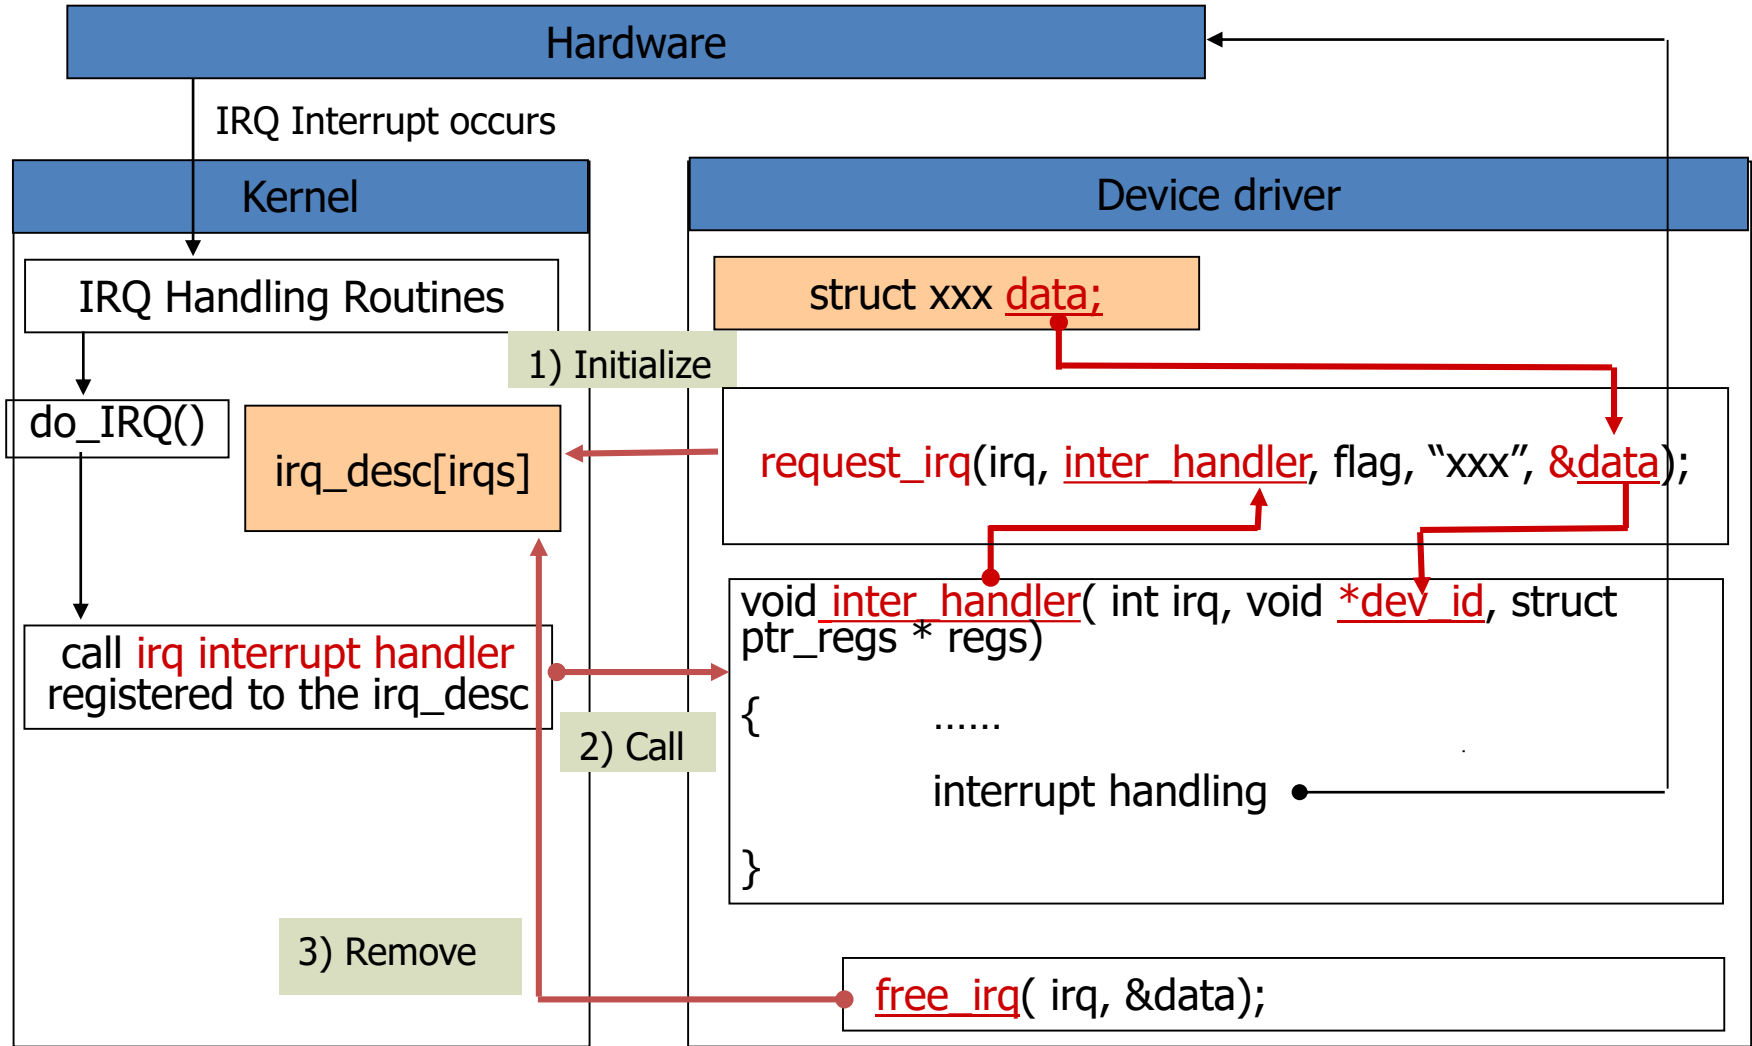 Hardware
IRQ Interrupt occurs
Kernel
Device driver
IRQ Handling Routines
struct xxx data;
1) Initialize
do_IRQ()
irq_desc[irqs]
request_irq(irq, inter_handler, flag, “xxx”, &data);
void inter_handler( int irq, void *dev_id, struct
ptr_regs * regs)
call irq interrupt handler
registered to the irq_desc
{ ......
2) Call
interrupt handling
}
3) Remove
free_irq( irq, &data);